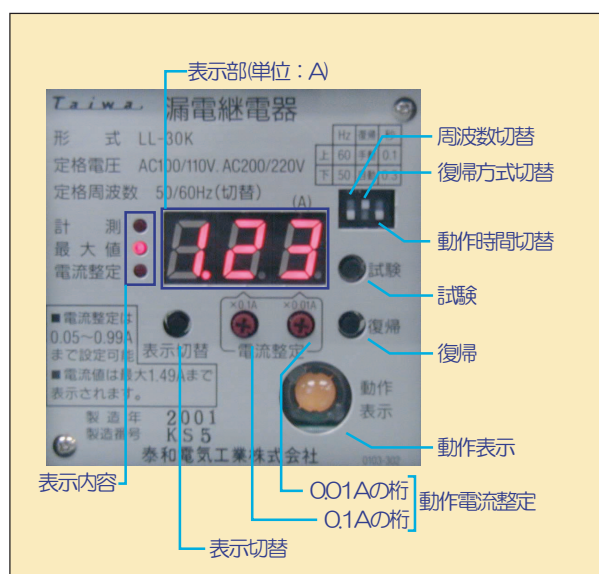 表示部(単位：A)
Taiwa. 漏電継電器
形 式 LL-30K
定格電圧 AC100/110V. AC200/220V
定格周波数 50/60Hz(切替)
Hz 復帰 秒
上 60 手動 0.1
下 50 自動 0.3
周波数切替
復帰方式切替
動作時間切替
(A)
計 測
最大値
電流整定
1.23
試験
試験
×0.1A ×0.01A
表示切替
電流整定
復帰
復帰
■電流整定は
0.05～0.99A
まで設定可能
■電流値は最大1.49Aまで
表示されます。
動作
表示
動作表示
製造年 2001
製造番号 KS5
泰和電気工業株式会社
0103-302
表示内容
0.01Aの桁
0.1Aの桁
動作電流整定
表示切替